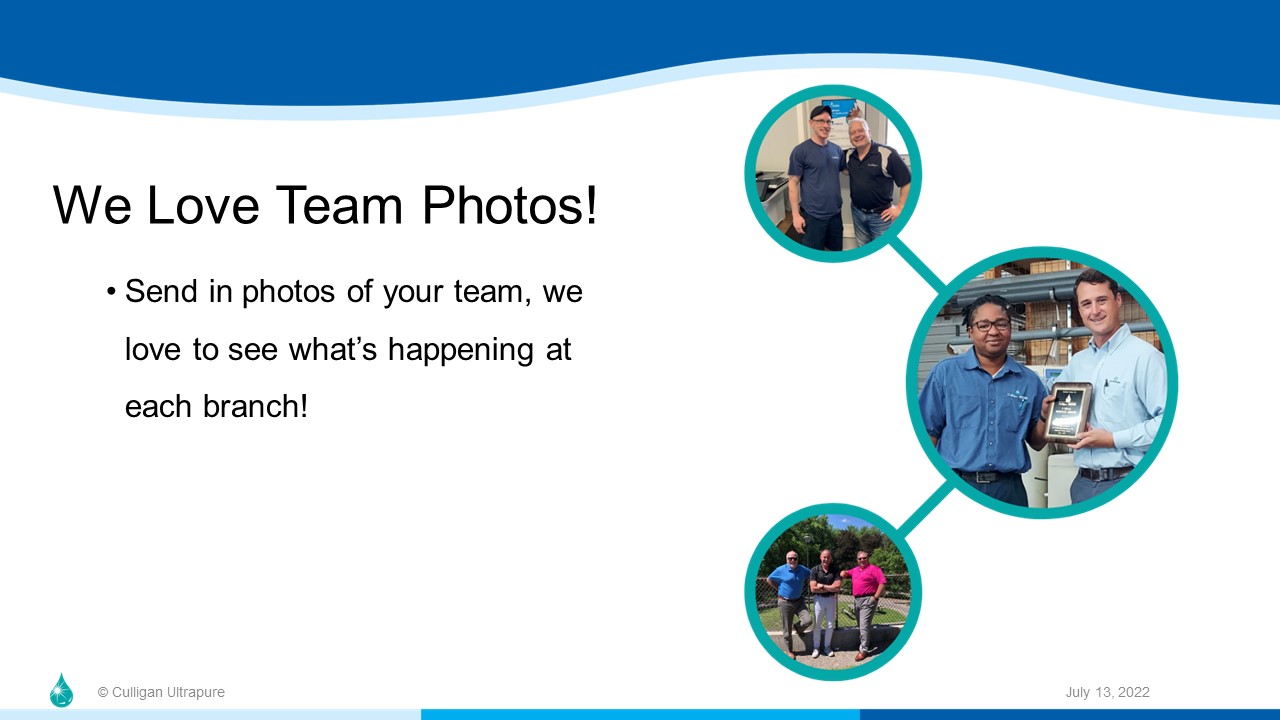 We Love Team Photos!
• Send in photos of your team, we
love to see what’s happening at
each branch!
© Culligan Ultrapure
July 13, 2022